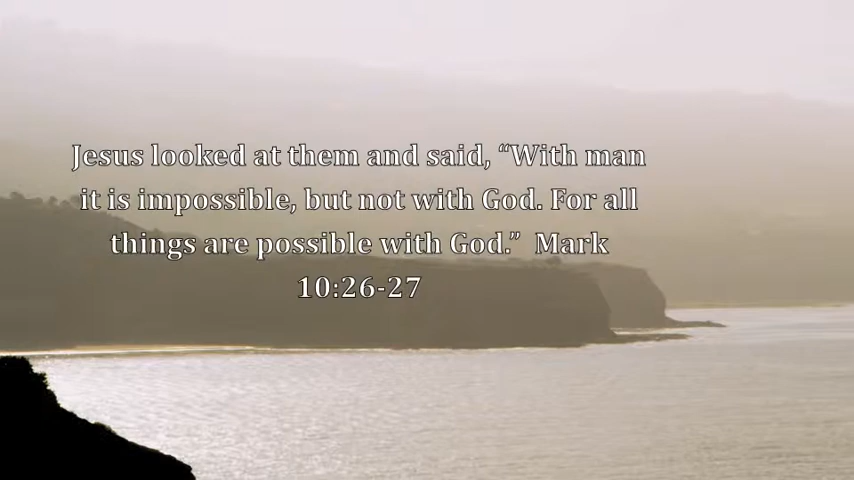 Jesus looked at them and said, “With man
it is impossible, but not with God. For all
things are possible with God.”  Mark
10:26-27